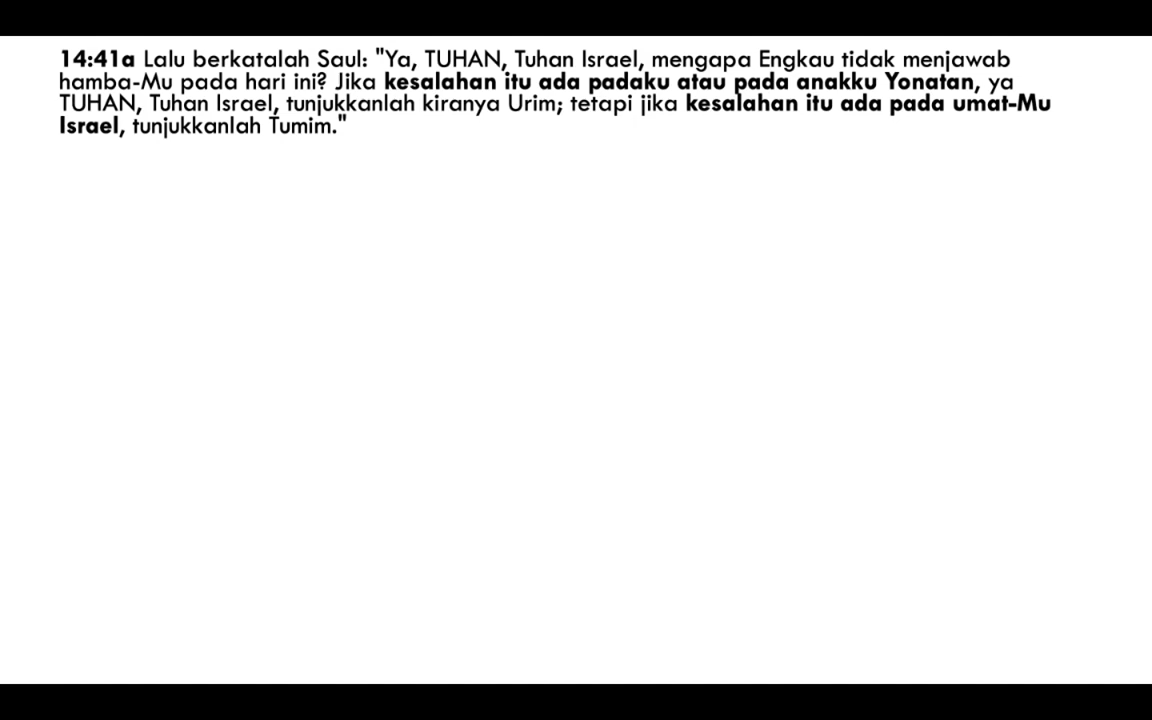 14:41a Lalu berkatalah Saul: "Ya, TUHAN, Tuhan Israel, mengapa Engkau tidak menjawab
hamba-Mu pada hari ini? Jika kesalahan itu ada padaku atau pada anakku Yonatan, ya
TUHAN, Tuhan Israel, tunjukkanlah kiranya Urim; tetapi jika kesalahan itu ada pada umat-Mu
Israel, tunjukkanlah Tumim."